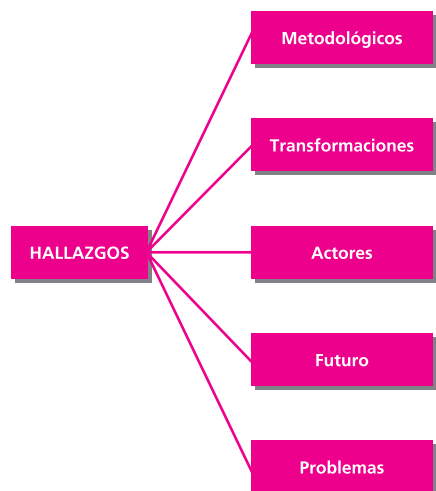 Metodológicos
Transformaciones
HALLAZGOS
Actores
Futuro
Problemas